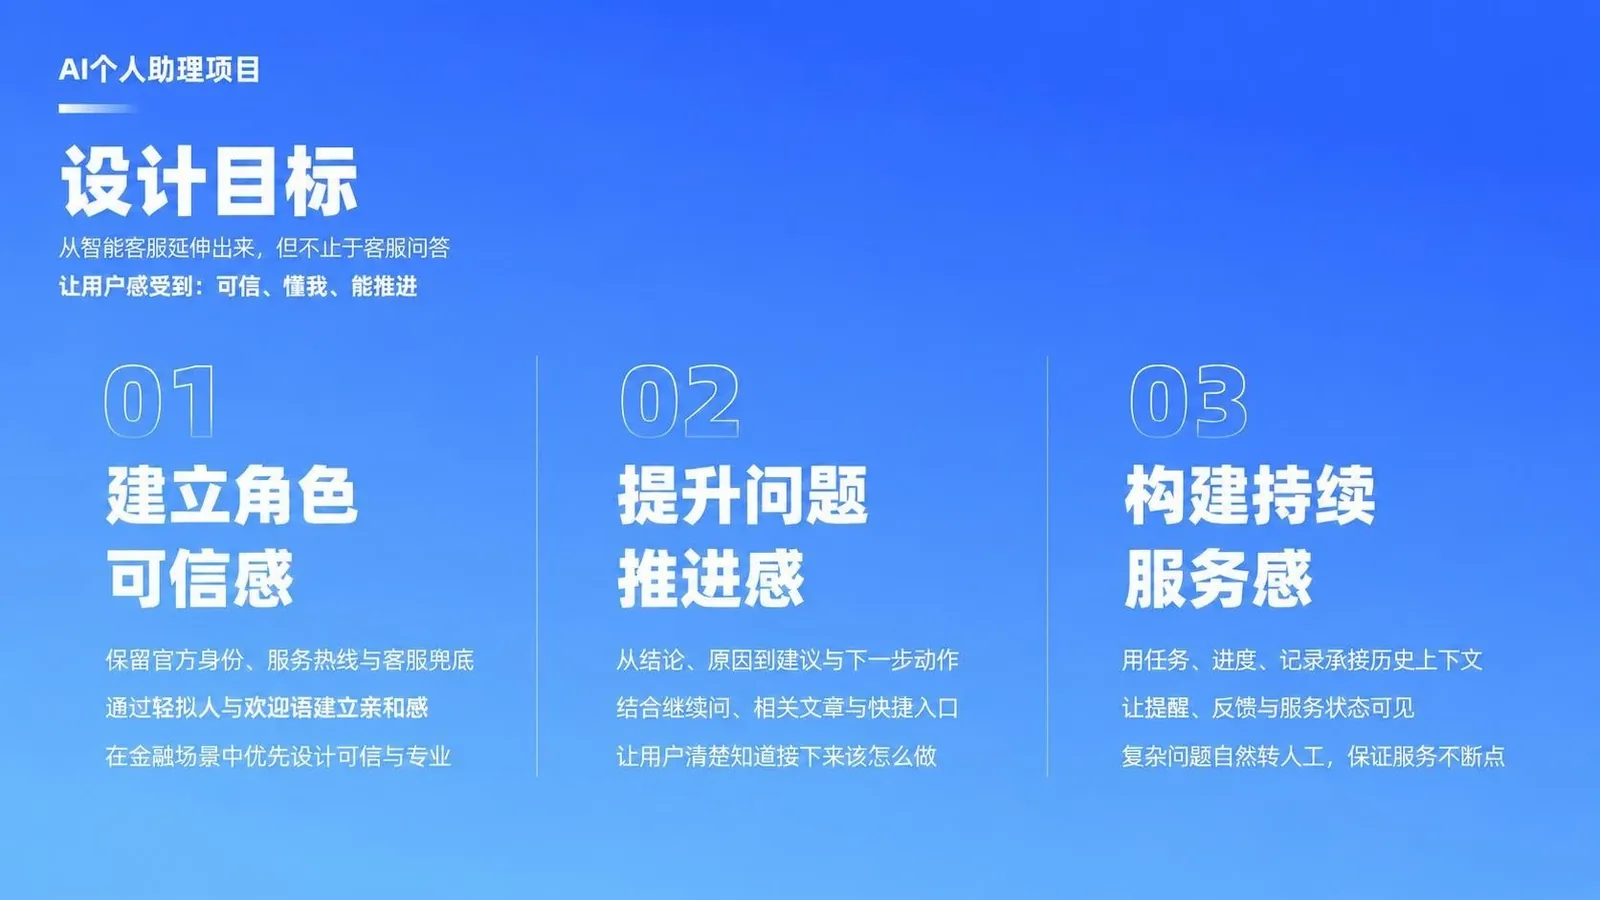 AI个人助理项目
设计目标
从智能客服延伸出来，但不止于客服问答
让用户感受到：可信、懂我、能推进
01
建立角色
可信感
保留官方身份、服务热线与客服兜底
通过轻拟人与欢迎语建立亲和感
在金融场景中优先设计可信与专业
02
提升问题
推进感
从结论、原因到建议与下一步动作
结合继续问、相关文章与快捷入口
让用户清楚知道接下来该怎么做
03
构建持续
服务感
用任务、进度、记录承接历史上下文
让提醒、反馈与服务状态可见
复杂问题自然转人工，保证服务不断点